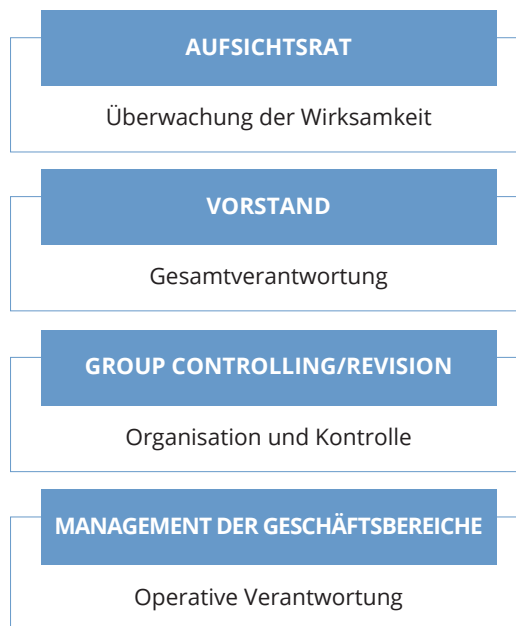 AUFSICHTSRAT
Überwachung der Wirksamkeit
VORSTAND
Gesamtverantwortung
GROUP CONTROLLING/REVISION
Organisation und Kontrolle
MANAGEMENT DER GESCHÄFTSBEREICHE
Operative Verantwortung